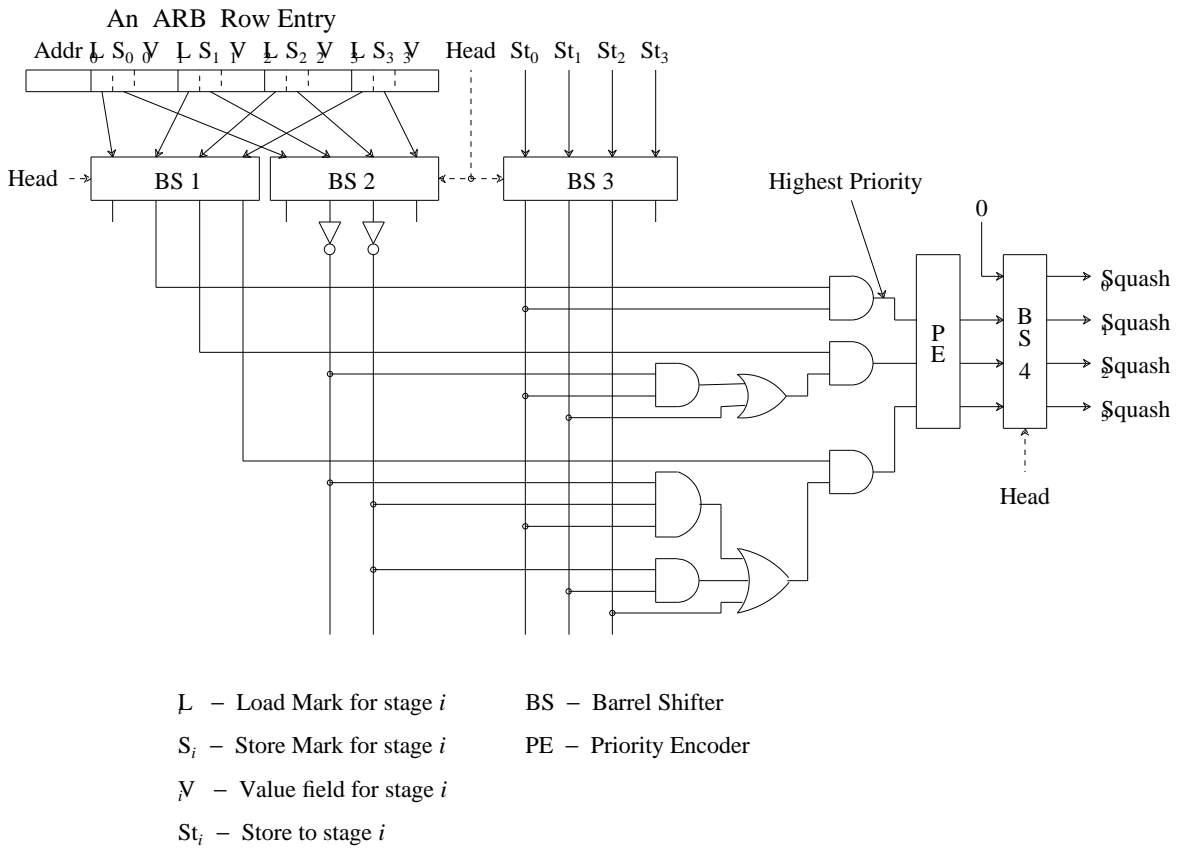 An ARB Row Entry
Addr L₀ S₀ V₀ L₁ S₁ V₁ L₂ S₂ V₂ L₃ S₃ V₃ Head St₀ St₁ St₂ St₃
Head BS 1 BS 2 BS 3 Highest Priority
0
Squash₀
Squash₁
Squash₂
Squash₃
PE
BS 4
Head
Lᵢ – Load Mark for stage i
Sᵢ – Store Mark for stage i
Vᵢ – Value field for stage i
Stᵢ – Store to stage i
BS – Barrel Shifter
PE – Priority Encoder